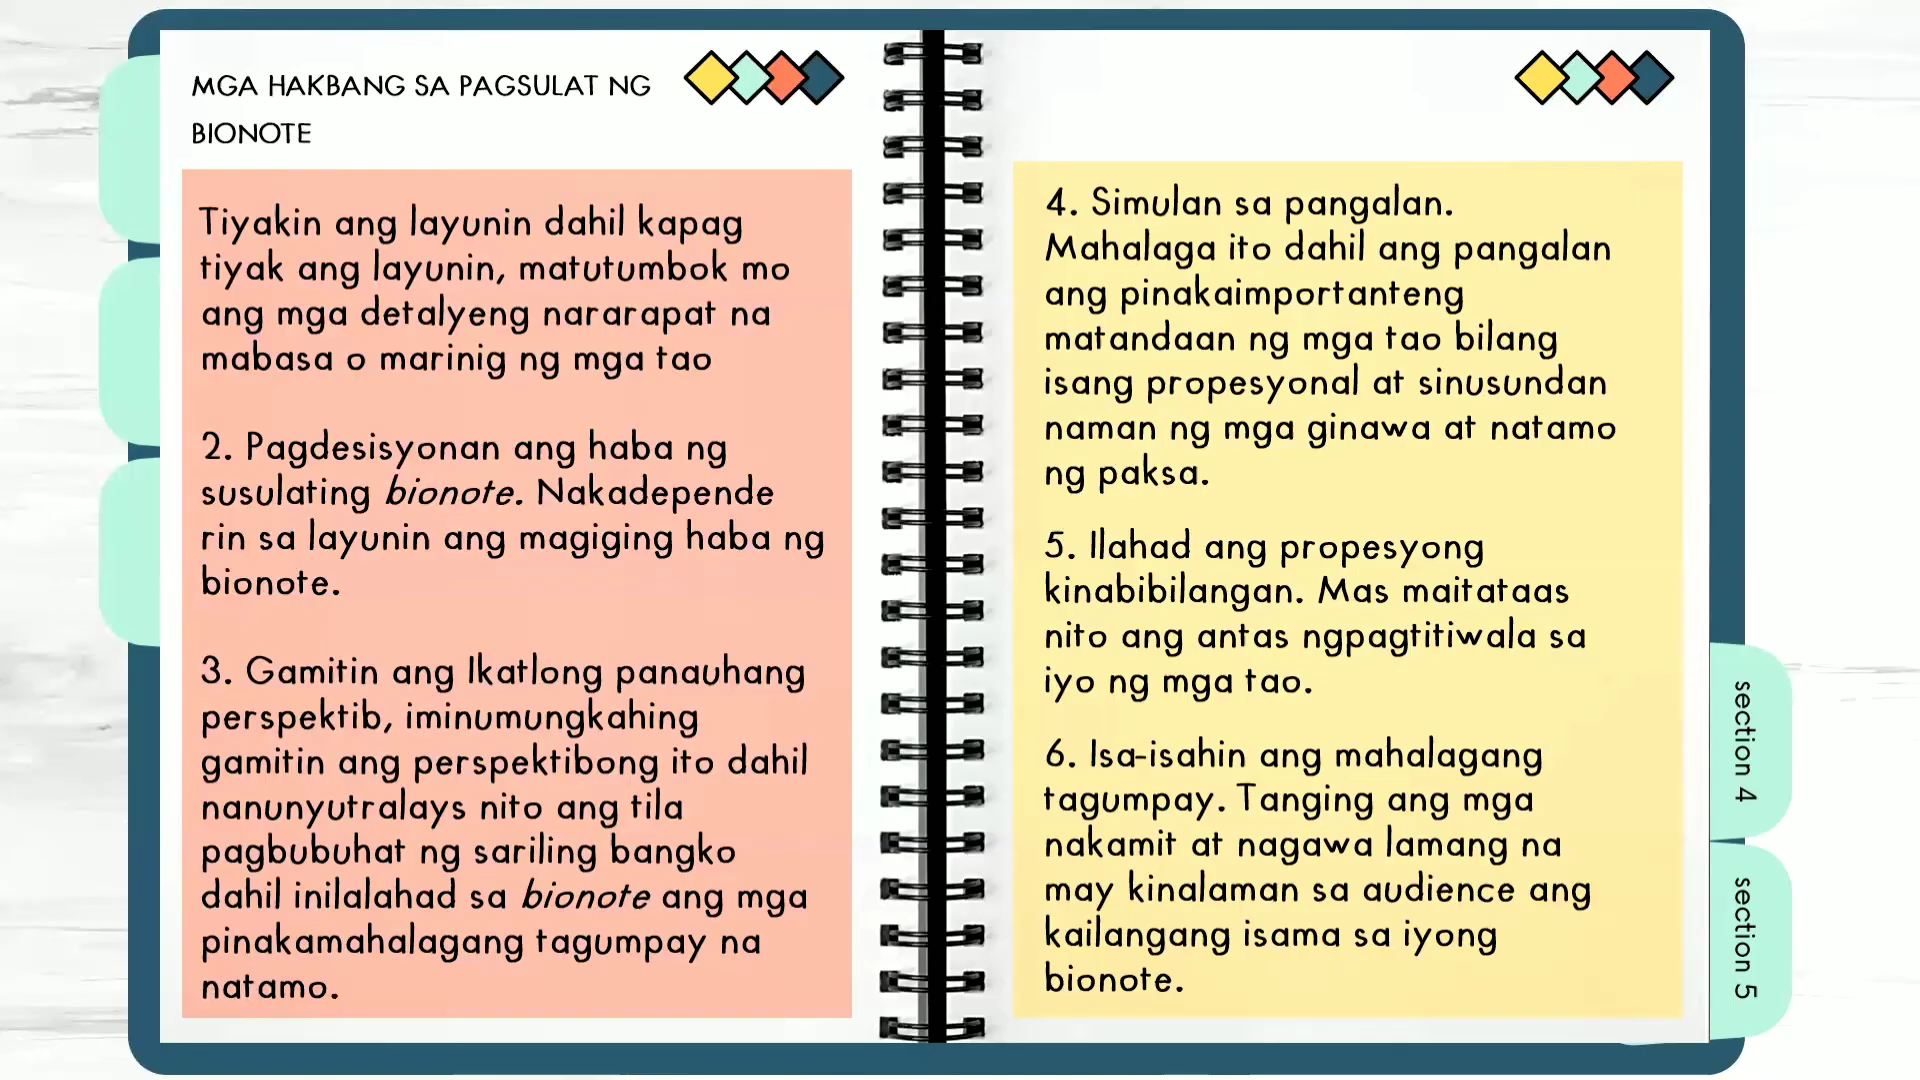 MGA HAKBANG SA PAGSULAT NG
BIONOTE
Tiyakin ang layunin dahil kapag
tiyak ang layunin, matutumbok mo
ang mga detalyeng nararapat na
mabasa o marinig ng mga tao
2. Pagdesisyonan ang haba ng
susulating bionote. Nakadepende
rin sa layunin ang magiging haba ng
bionote.
3. Gamitin ang Ikatlong panauhang
perspektib, iminumungkahing
gamitin ang perspektibong ito dahil
nanunyutralays nito ang tila
pagbubuhat ng sariling bangko
dahil inilalahad sa bionote ang mga
pinakamahalagang tagumpay na
natamo.
4. Simulan sa pangalan.
Mahalaga ito dahil ang pangalan
ang pinakaimportanteng
matandaan ng mga tao bilang
isang propesyonal at sinusundan
naman ng mga ginawa at natamo
ng paksa.
5. Ilahad ang propesyong
kinabibilangan. Mas maitataas
nito ang antas ngpagtitiwala sa
iyo ng mga tao.
6. Isa-isahin ang mahalagang
tagumpay. Tanging ang mga
nakamit at nagawa lamang na
may kinalaman sa audience ang
kailangang isama sa iyong
bionote.
section 4
section 5